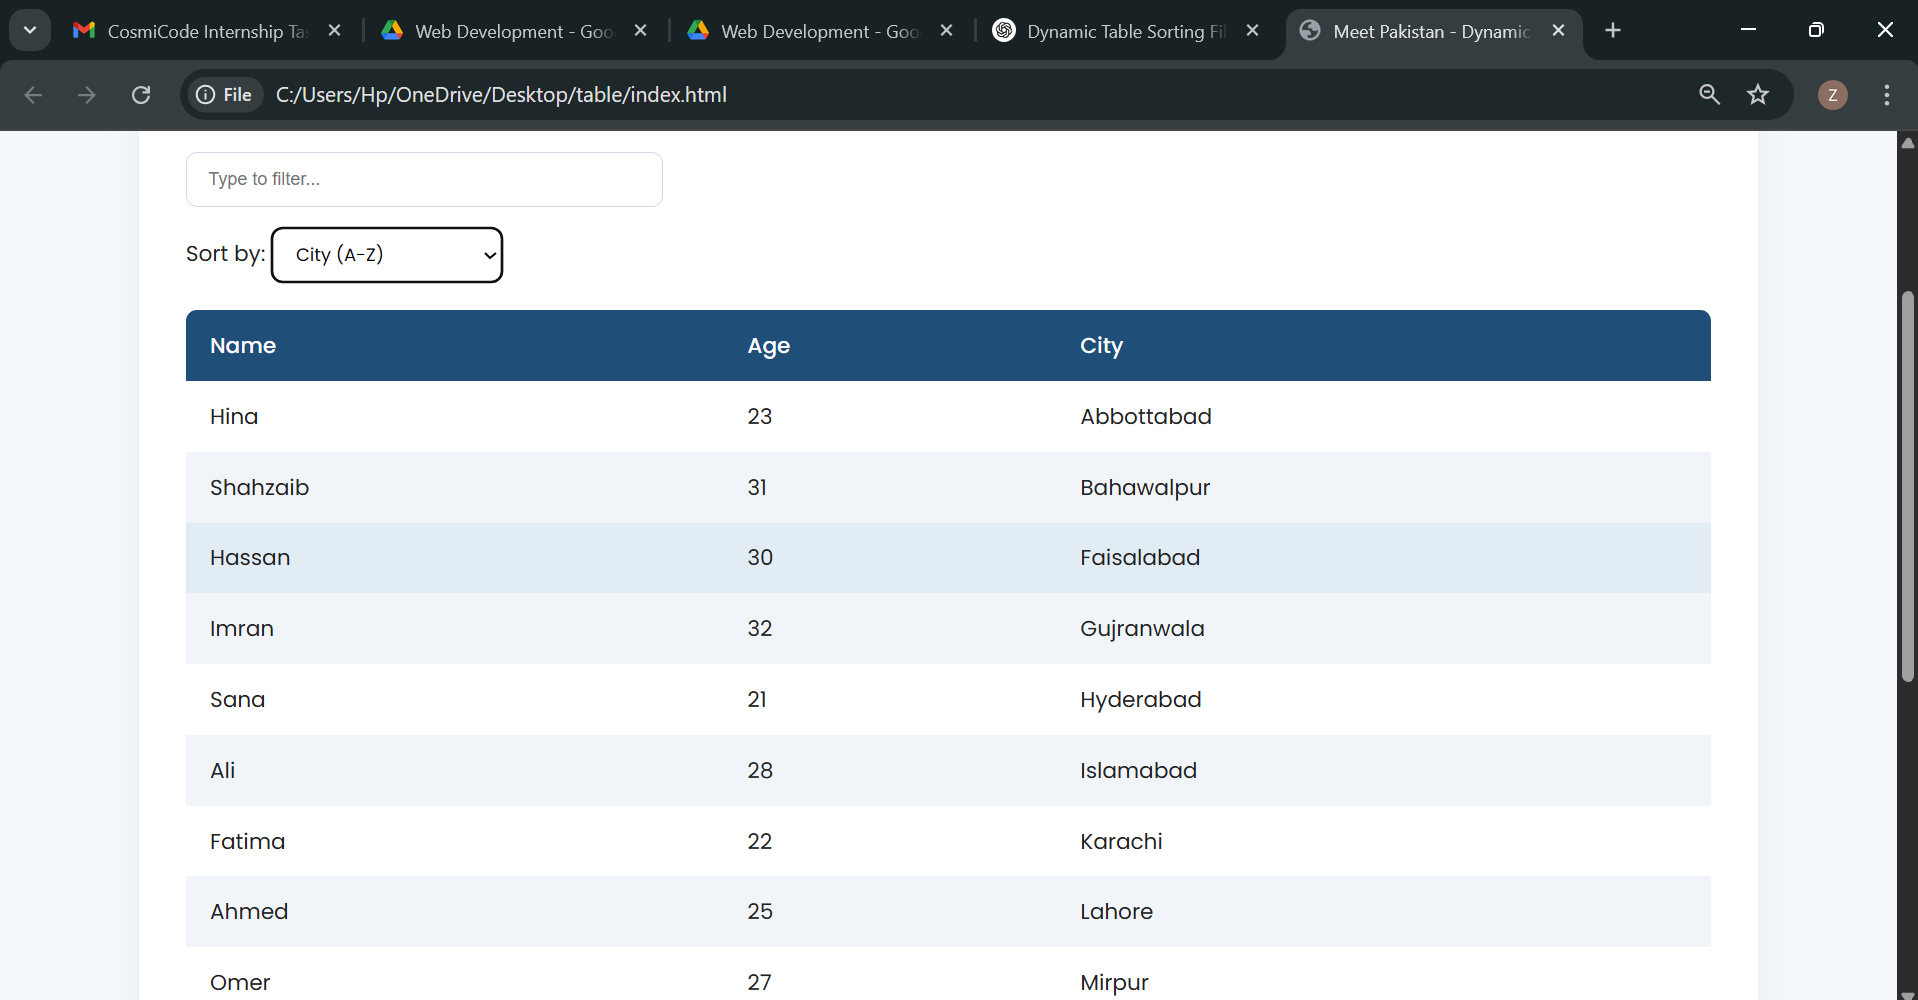 CosmiCode Internship Tas
Web Development - Goo
Web Development - Goo
Dynamic Table Sorting Fil
Meet Pakistan - Dynamic
File
C:/Users/Hp/OneDrive/Desktop/table/index.html
Z
Type to filter...
Sort by: City (A-Z)
Name Age City
Hina 23 Abbottabad
Shahzaib 31 Bahawalpur
Hassan 30 Faisalabad
Imran 32 Gujranwala
Sana 21 Hyderabad
Ali 28 Islamabad
Fatima 22 Karachi
Ahmed 25 Lahore
Omer 27 Mirpur